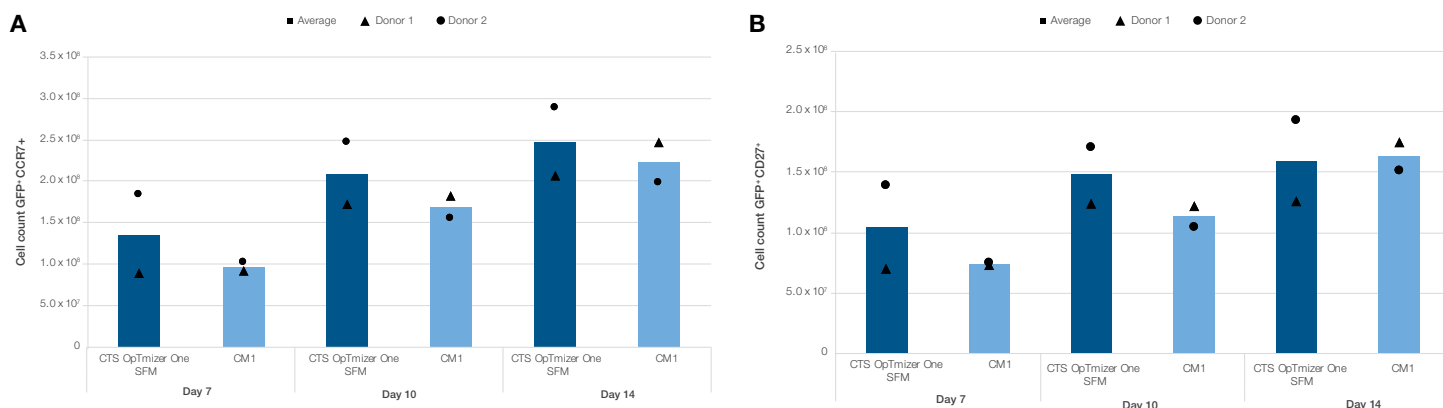 A
■ Average ▲ Donor 1 ● Donor 2
Cell count GFP⁺ CCR7+
3.5 x 10⁸
3.0 x 10⁸
2.5 x 10⁸
2.0 x 10⁸
1.5 x 10⁸
1.0 x 10⁸
5.0 x 10⁷
0
CTS OpTmizer One
SFM
CM1
CTS OpTmizer One
SFM
CM1
CTS OpTmizer One
SFM
CM1
Day 7
Day 10
Day 14
B
■ Average ▲ Donor 1 ● Donor 2
Cell count GFP⁺ CD27⁺
2.5 x 10⁸
2.0 x 10⁸
1.5 x 10⁸
1.0 x 10⁸
5.0 x 10⁷
0
CTS OpTmizer One
SFM
CM1
CTS OpTmizer One
SFM
CM1
CTS OpTmizer One
SFM
CM1
Day 7
Day 10
Day 14